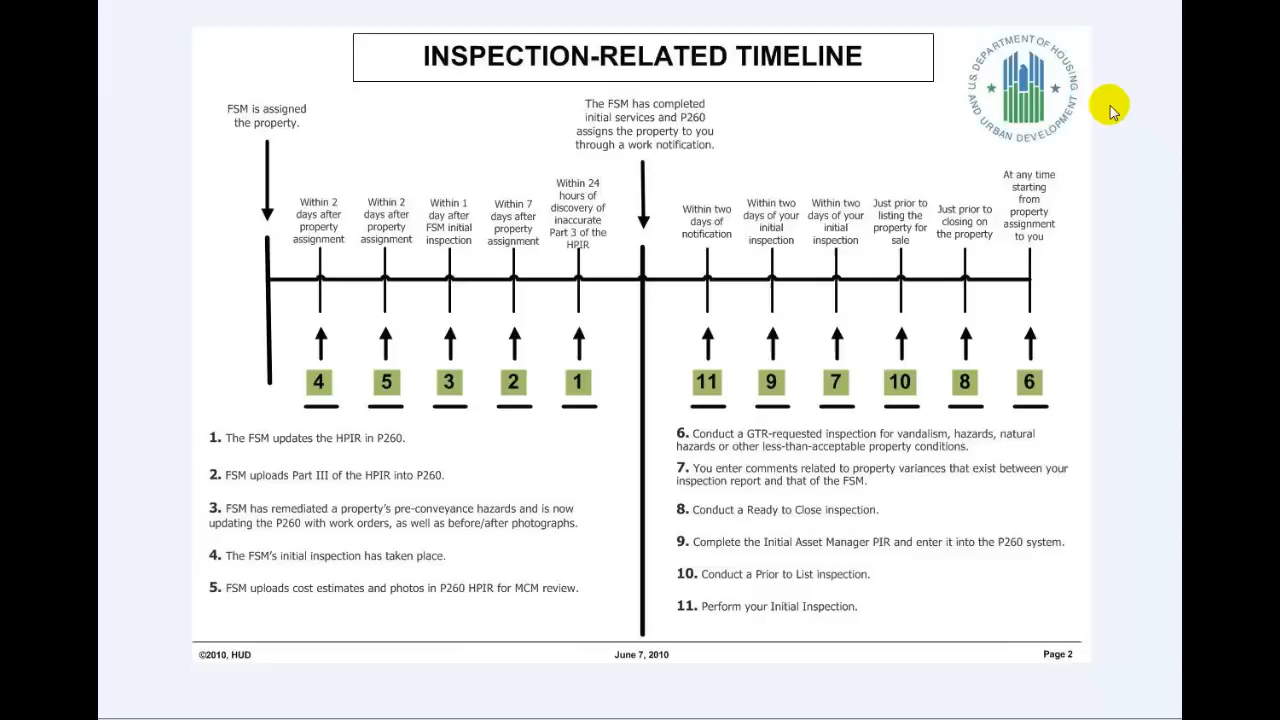 INSPECTION-RELATED TIMELINE
U.S. DEPARTMENT OF HOUSING
AND URBAN DEVELOPMENT
FSM is assigned
the property.
The FSM has completed
initial services and P260
assigns the property to you
through a work notification.
Within 2
days after
property
assignment
Within 2
days after
property
assignment
Within 1
day after
FSM initial
inspection
Within 7
days after
property
assignment
Within 24
hours of
discovery of
inaccurate
Part 3 of the
HPIR
Within two
days of
notification
Within two
days of your
initial
inspection
Within two
days of your
initial
inspection
Just prior to
listing the
property for
sale
Just prior to
closing on
the property
At any time
starting
from
property
assignment
to you
4 5 3 2 1 11 9 7 10 8 6
1. The FSM updates the HPIR in P260.
2. FSM uploads Part III of the HPIR into P260.
3. FSM has remediated a property's pre-conveyance hazards and is now
updating the P260 with work orders, as well as before/after photographs.
4. The FSM's initial inspection has taken place.
5. FSM uploads cost estimates and photos in P260 HPIR for MCM review.
6. Conduct a GTR-requested inspection for vandalism, hazards, natural
hazards or other less-than-acceptable property conditions.
7. You enter comments related to property variances that exist between your
inspection report and that of the FSM.
8. Conduct a Ready to Close inspection.
9. Complete the Initial Asset Manager PIR and enter it into the P260 system.
10. Conduct a Prior to List inspection.
11. Perform your Initial Inspection.
©2010, HUD
June 7, 2010
Page 2